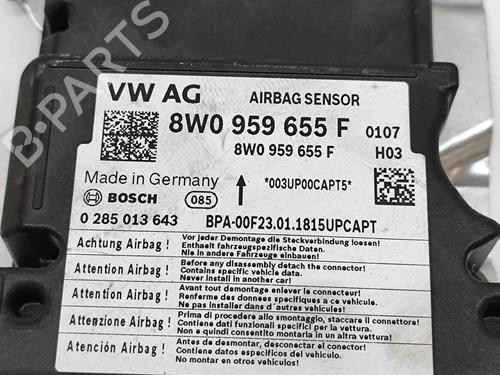 VW AG AIRBAG SENSOR
8W0 959 655 F 0107
8W0 959 655 F H03
Made in Germany *003UP00CAPT5*
BOSCH 085
0 285 013 643 BPA-00F23.01.1815UPCAPT
Achtung Airbag ! Vor jeder Demontage die Steckverbindung loesen!
Enthaelt fahrzeugspezifische Daten.
Nie in andere Fahrzeuge einbauen!
Attention Airbag ! Before any disassembly detach the connector!
Contains specific vehicle data.
Never install in another car!
Attention Airbag ! Avant tout demontage enlever le connecteur!
Renferme des données specifiques a ce vehicule.
Ne pas installer dans d'autres vehicules!
Attenzione Airbag ! Prima di procedere allo smontaggio, staccare il connettore!
Contiene dati funzionali specifici per la vettura.
Non e quindi consentito montarla in un'altra vettura!
Atención Airbag ! Antes de desmontar, desconectar el conector!
Contiene datos específicos del vehículo.
No montar en otros vehículos!
B-PARTS